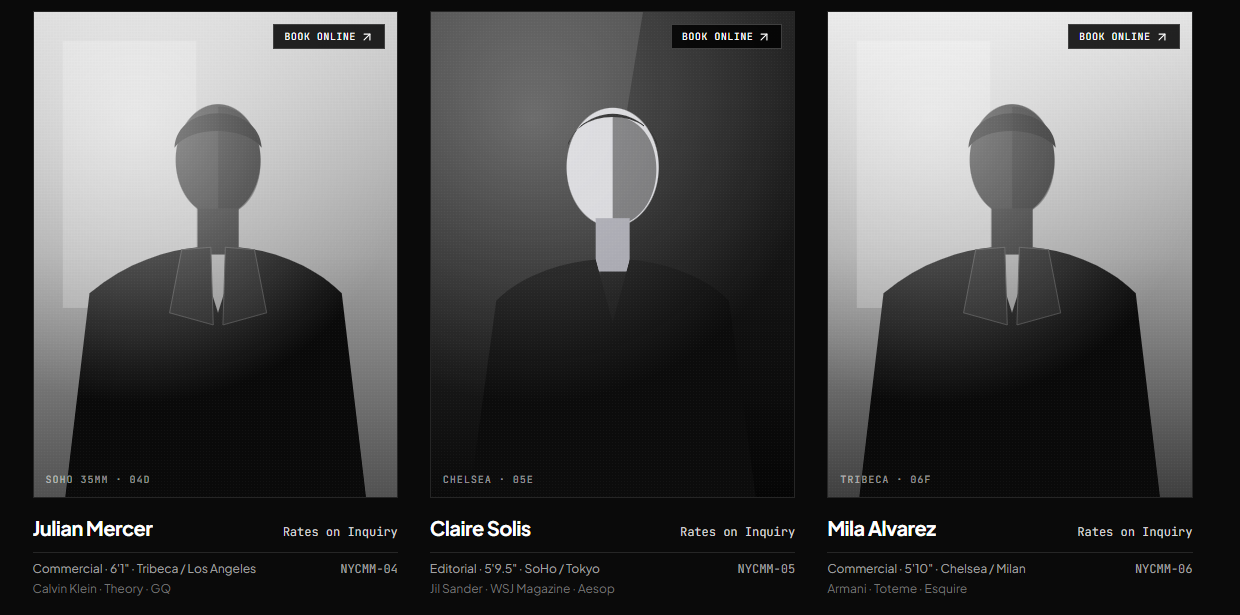 BOOK ONLINE
BOOK ONLINE
BOOK ONLINE
SOHO 35MM · 04D
CHELSEA · 05E
TRIBECA · 06F
Julian Mercer
Rates on Inquiry
Claire Solis
Rates on Inquiry
Mila Alvarez
Rates on Inquiry
Commercial · 6'1" · Tribeca / Los Angeles
NYCMM-04
Editorial · 5'9.5" · SoHo / Tokyo
NYCMM-05
Commercial · 5'10" · Chelsea / Milan
NYCMM-06
Calvin Klein · Theory · GQ
Jil Sander · WSJ Magazine · Aesop
Armani · Toteme · Esquire